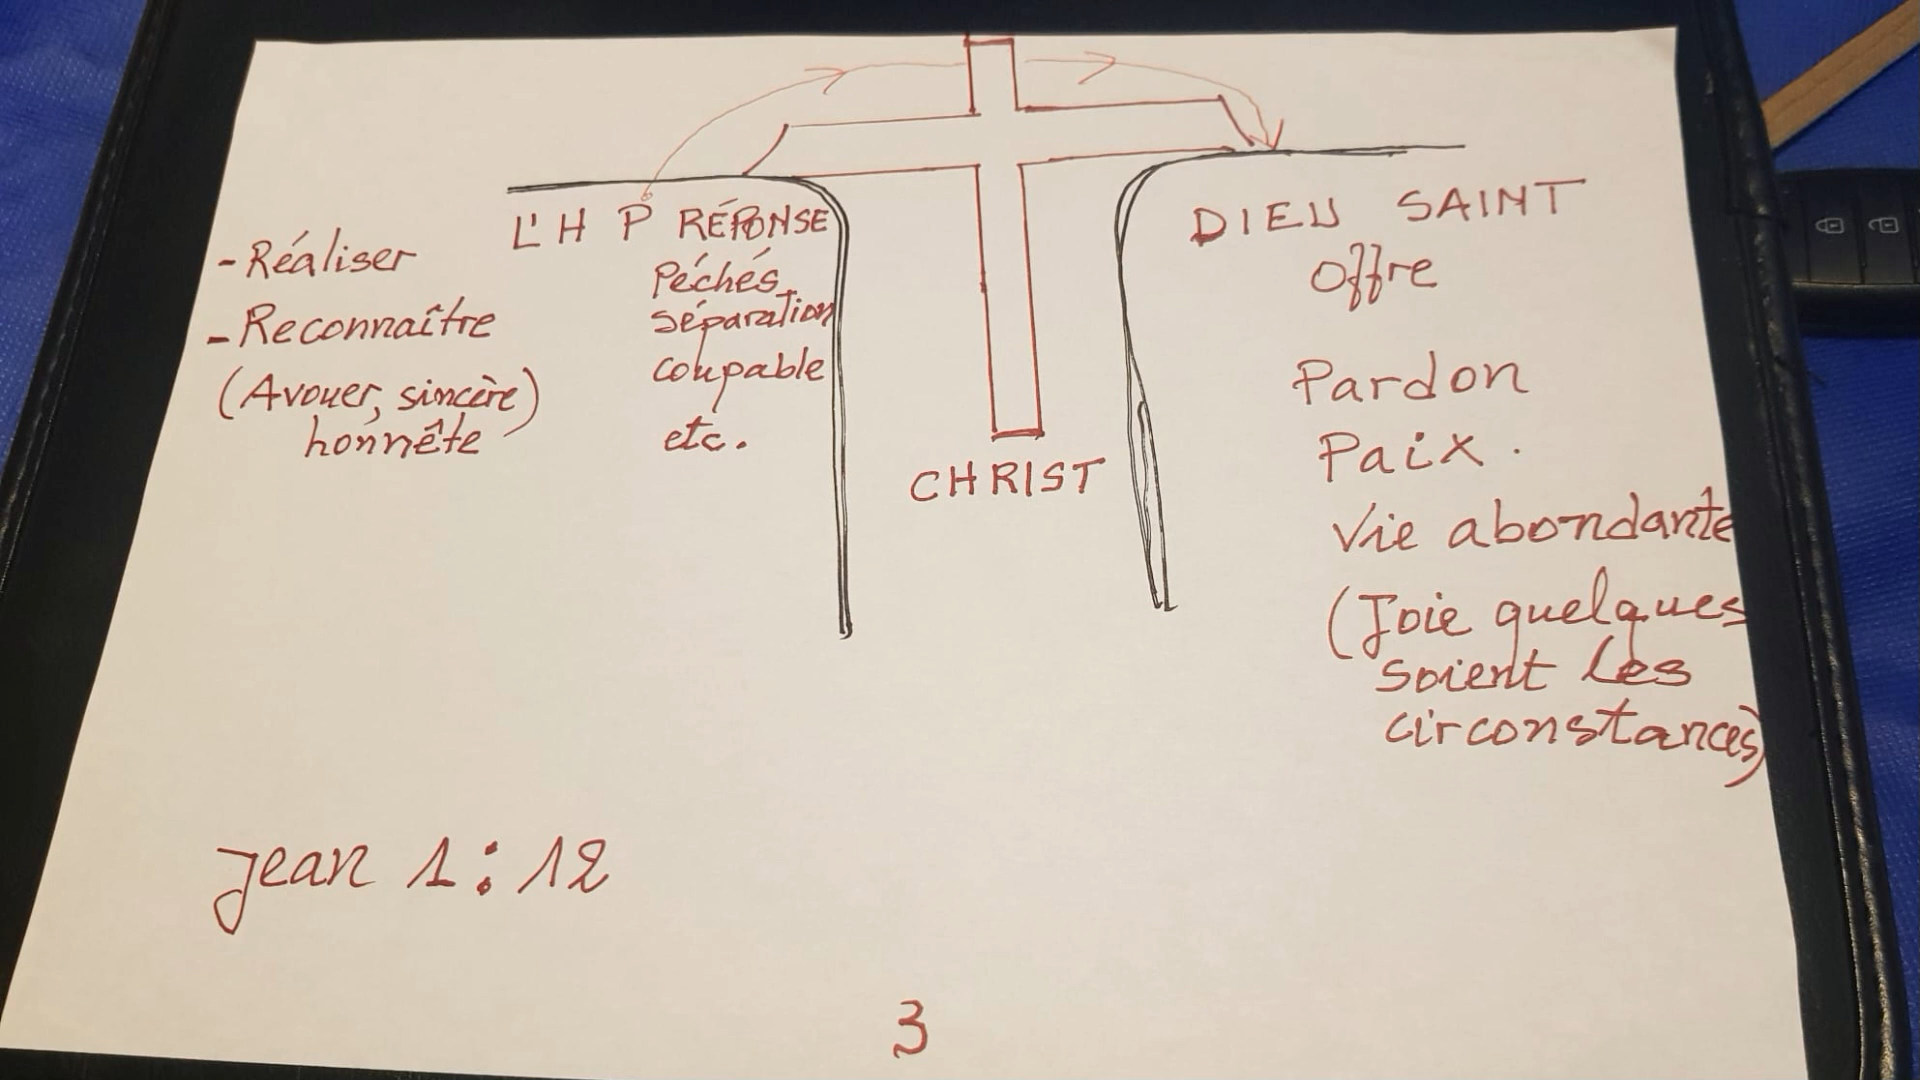 L'H P RÉPONSE
- Réaliser
- Reconnaître
(Avouer, sincère)
honnête
Péchés
séparation
coupable
etc.
CHRIST
DIEU SAINT
offre
Pardon
Paix.
Vie abondante
(Joie quelques
soient les
circonstances)
Jean 1 : 12
3